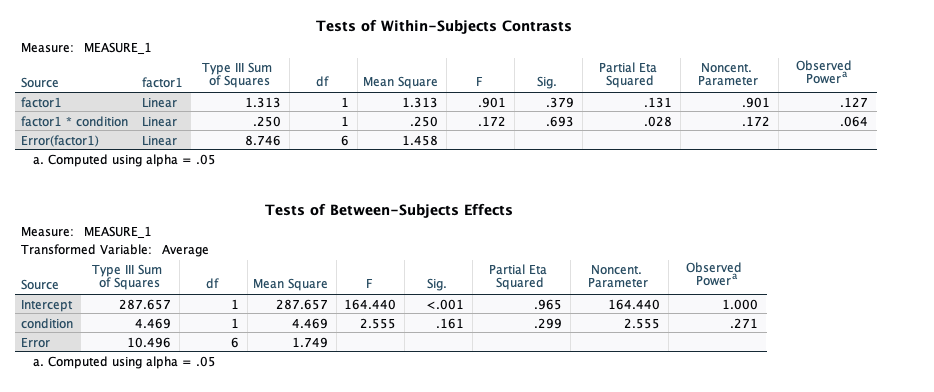 Tests of Within-Subjects Contrasts
Measure: MEASURE_1
Source factor1 Type III Sum of Squares df Mean Square F Sig. Partial Eta Squared Noncent. Parameter Observed Power^a
factor1 Linear 1.313 1 1.313 .901 .379 .131 .901 .127
factor1 * condition Linear .250 1 .250 .172 .693 .028 .172 .064
Error(factor1) Linear 8.746 6 1.458
a. Computed using alpha = .05
Tests of Between-Subjects Effects
Measure: MEASURE_1
Transformed Variable: Average
Source Type III Sum of Squares df Mean Square F Sig. Partial Eta Squared Noncent. Parameter Observed Power^a
Intercept 287.657 1 287.657 164.440 <.001 .965 164.440 1.000
condition 4.469 1 4.469 2.555 .161 .299 2.555 .271
Error 10.496 6 1.749
a. Computed using alpha = .05